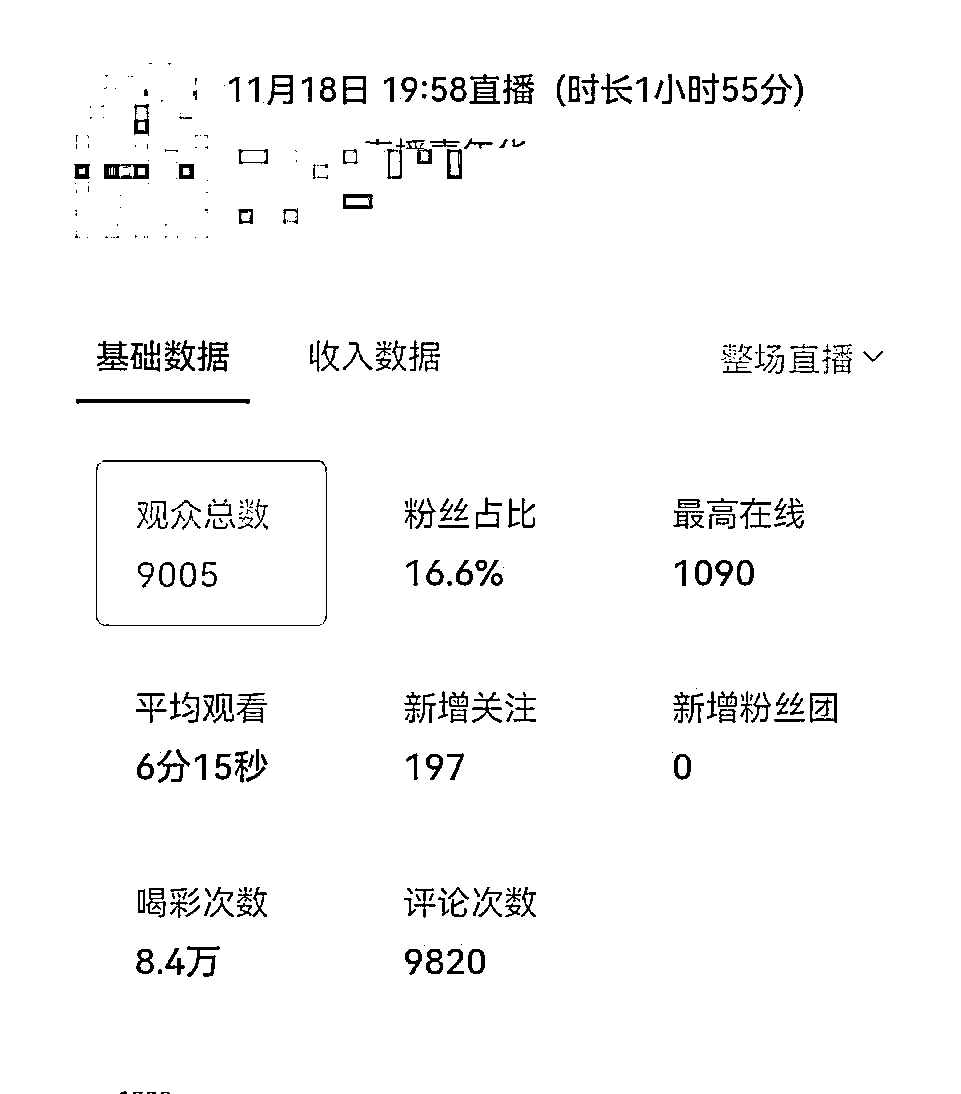 11月18日 19:58直播（时长1小时55分）
基础数据 收入数据 整场直播
观众总数 粉丝占比 最高在线
9005 16.6% 1090
平均观看 新增关注 新增粉丝团
6分15秒 197 0
喝彩次数 评论次数
8.4万 9820